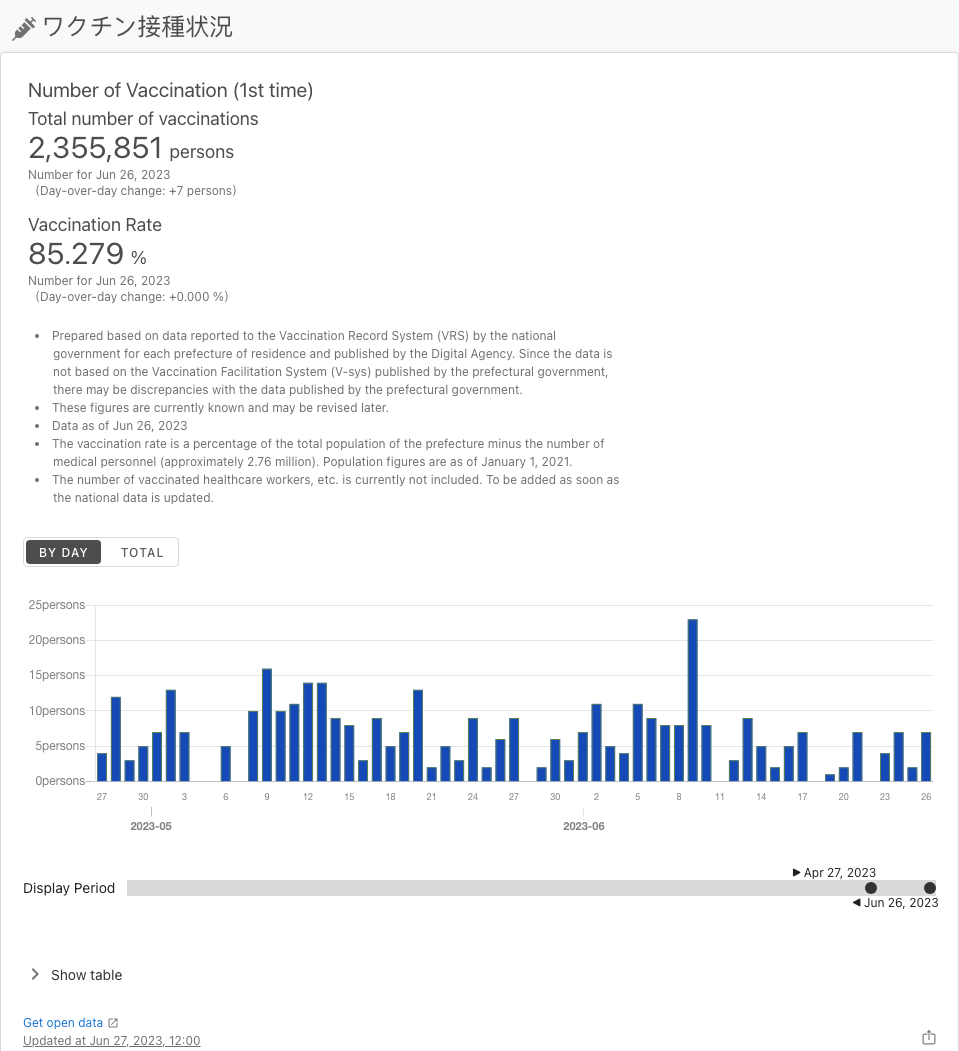 ワクチン接種状況
Number of Vaccination (1st time)
Total number of vaccinations
2,355,851 persons
Number for Jun 26, 2023
(Day-over-day change: +7 persons)
Vaccination Rate
85.279 %
Number for Jun 26, 2023
(Day-over-day change: +0.000 %)
• Prepared based on data reported to the Vaccination Record System (VRS) by the national
government for each prefecture of residence and published by the Digital Agency. Since the data is
not based on the Vaccination Facilitation System (V-sys) published by the prefectural government,
there may be discrepancies with the data published by the prefectural government.
• These figures are currently known and may be revised later.
• Data as of Jun 26, 2023
• The vaccination rate is a percentage of the total population of the prefecture minus the number of
medical personnel (approximately 2.76 million). Population figures are as of January 1, 2021.
• The number of vaccinated healthcare workers, etc. is currently not included. To be added as soon as
the national data is updated.
BY DAY TOTAL
25persons
20persons
15persons
10persons
5persons
0persons
27 30 3 6 9 12 15 18 21 24 27 30 2 5 8 11 14 17 20 23 26
2023-05 2023-06
▶ Apr 27, 2023
Display Period
◀ Jun 26, 2023
Show table
Get open data
Updated at Jun 27, 2023, 12:00